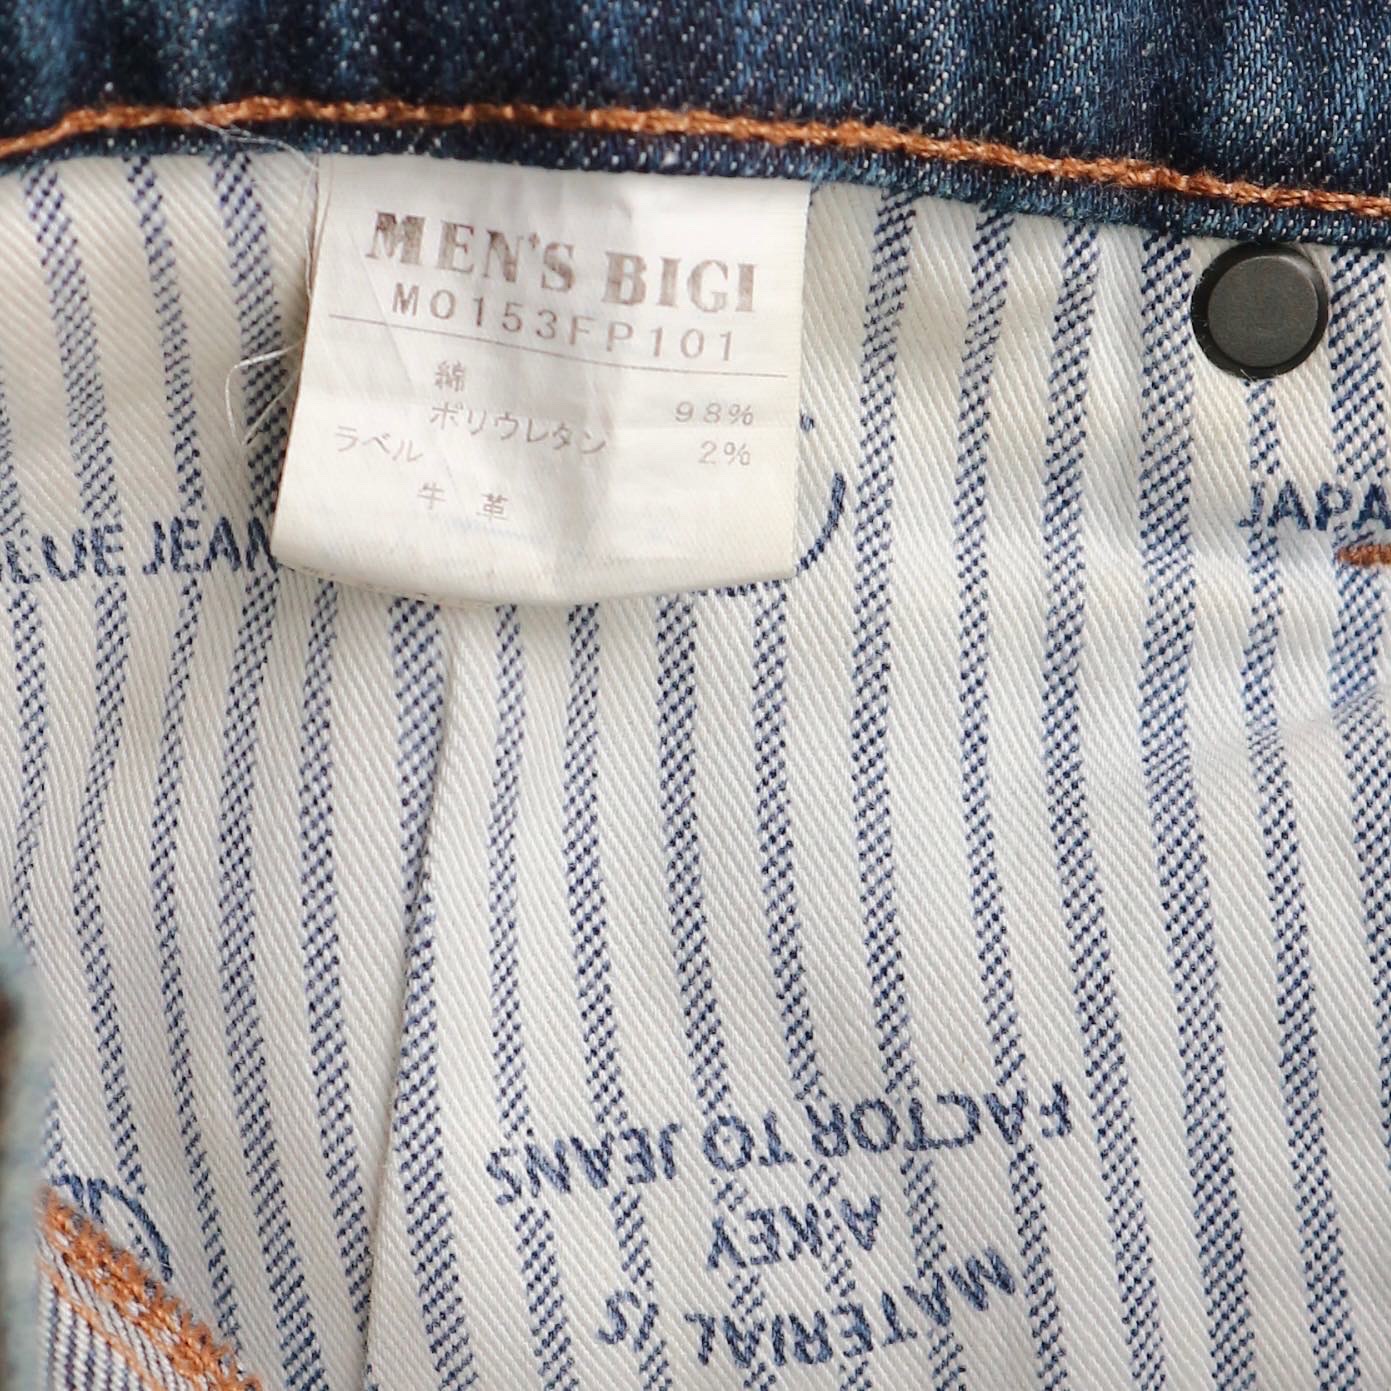 MEN'S BIGI
M0153FP101
綿 98%
ポリウレタン 2%
ラベル
牛革
BLUE JEAN
JAPA
MATERIAL IS
A KEY
FACTOR TO JEANS